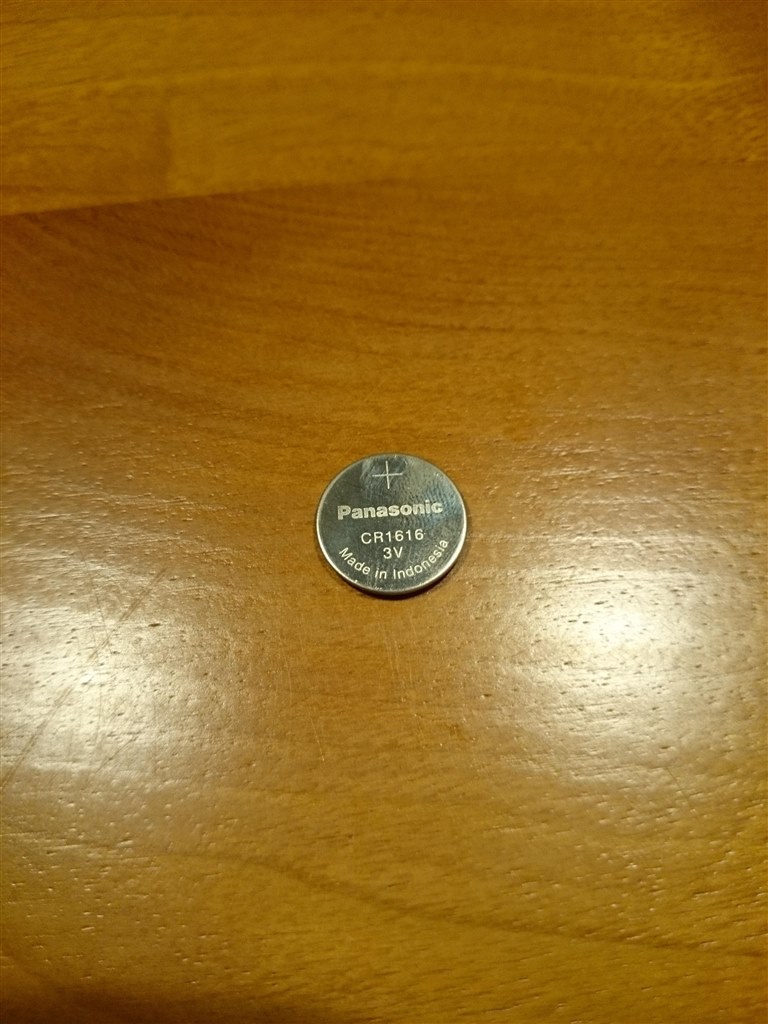 +
Panasonic
CR1616
3V
Made in Indonesia